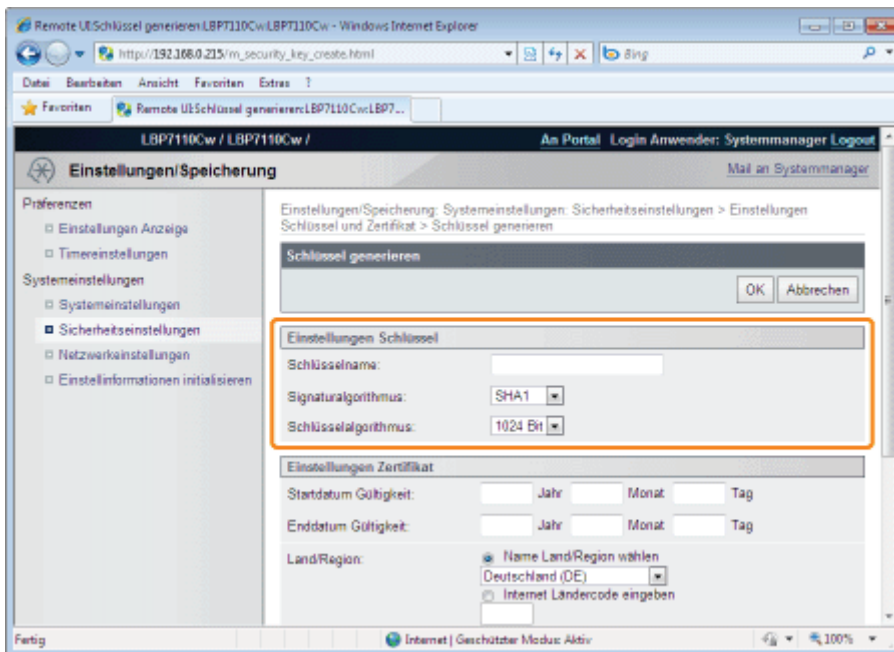 Remote UI:Schlüssel generieren:LBP7110Cw:LBP7110Cw - Windows Internet Explorer
http://192.168.0.215/m_security_key_create.html
Bing
Datei Bearbeiten Ansicht Favoriten Extras ?
Favoriten
Remote UI:Schlüssel generieren:LBP7110Cw:LBP7...
LBP7110Cw / LBP7110Cw /
An Portal Login Anwender: Systemmanager Logout
Einstellungen/Speicherung
Mail an Systemmanager
Präferenzen
Einstellungen Anzeige
Timereinstellungen
Systemeinstellungen
Systemeinstellungen
Sicherheitseinstellungen
Netzwerkeinstellungen
Einstellinformationen initialisieren
Einstellungen/Speicherung: Systemeinstellungen: Sicherheitseinstellungen > Einstellungen
Schlüssel und Zertifikat > Schlüssel generieren
Schlüssel generieren
OK Abbrechen
Einstellungen Schlüssel
Schlüsselname:
Signaturalgorithmus: SHA1
Schlüsselalgorithmus: 1024 Bit
Einstellungen Zertifikat
Startdatum Gültigkeit: Jahr Monat Tag
Enddatum Gültigkeit: Jahr Monat Tag
Land/Region: Name Land/Region wählen
Deutschland (DE)
Internet Ländercode eingeben
Fertig
Internet | Geschützter Modus: Aktiv
100%